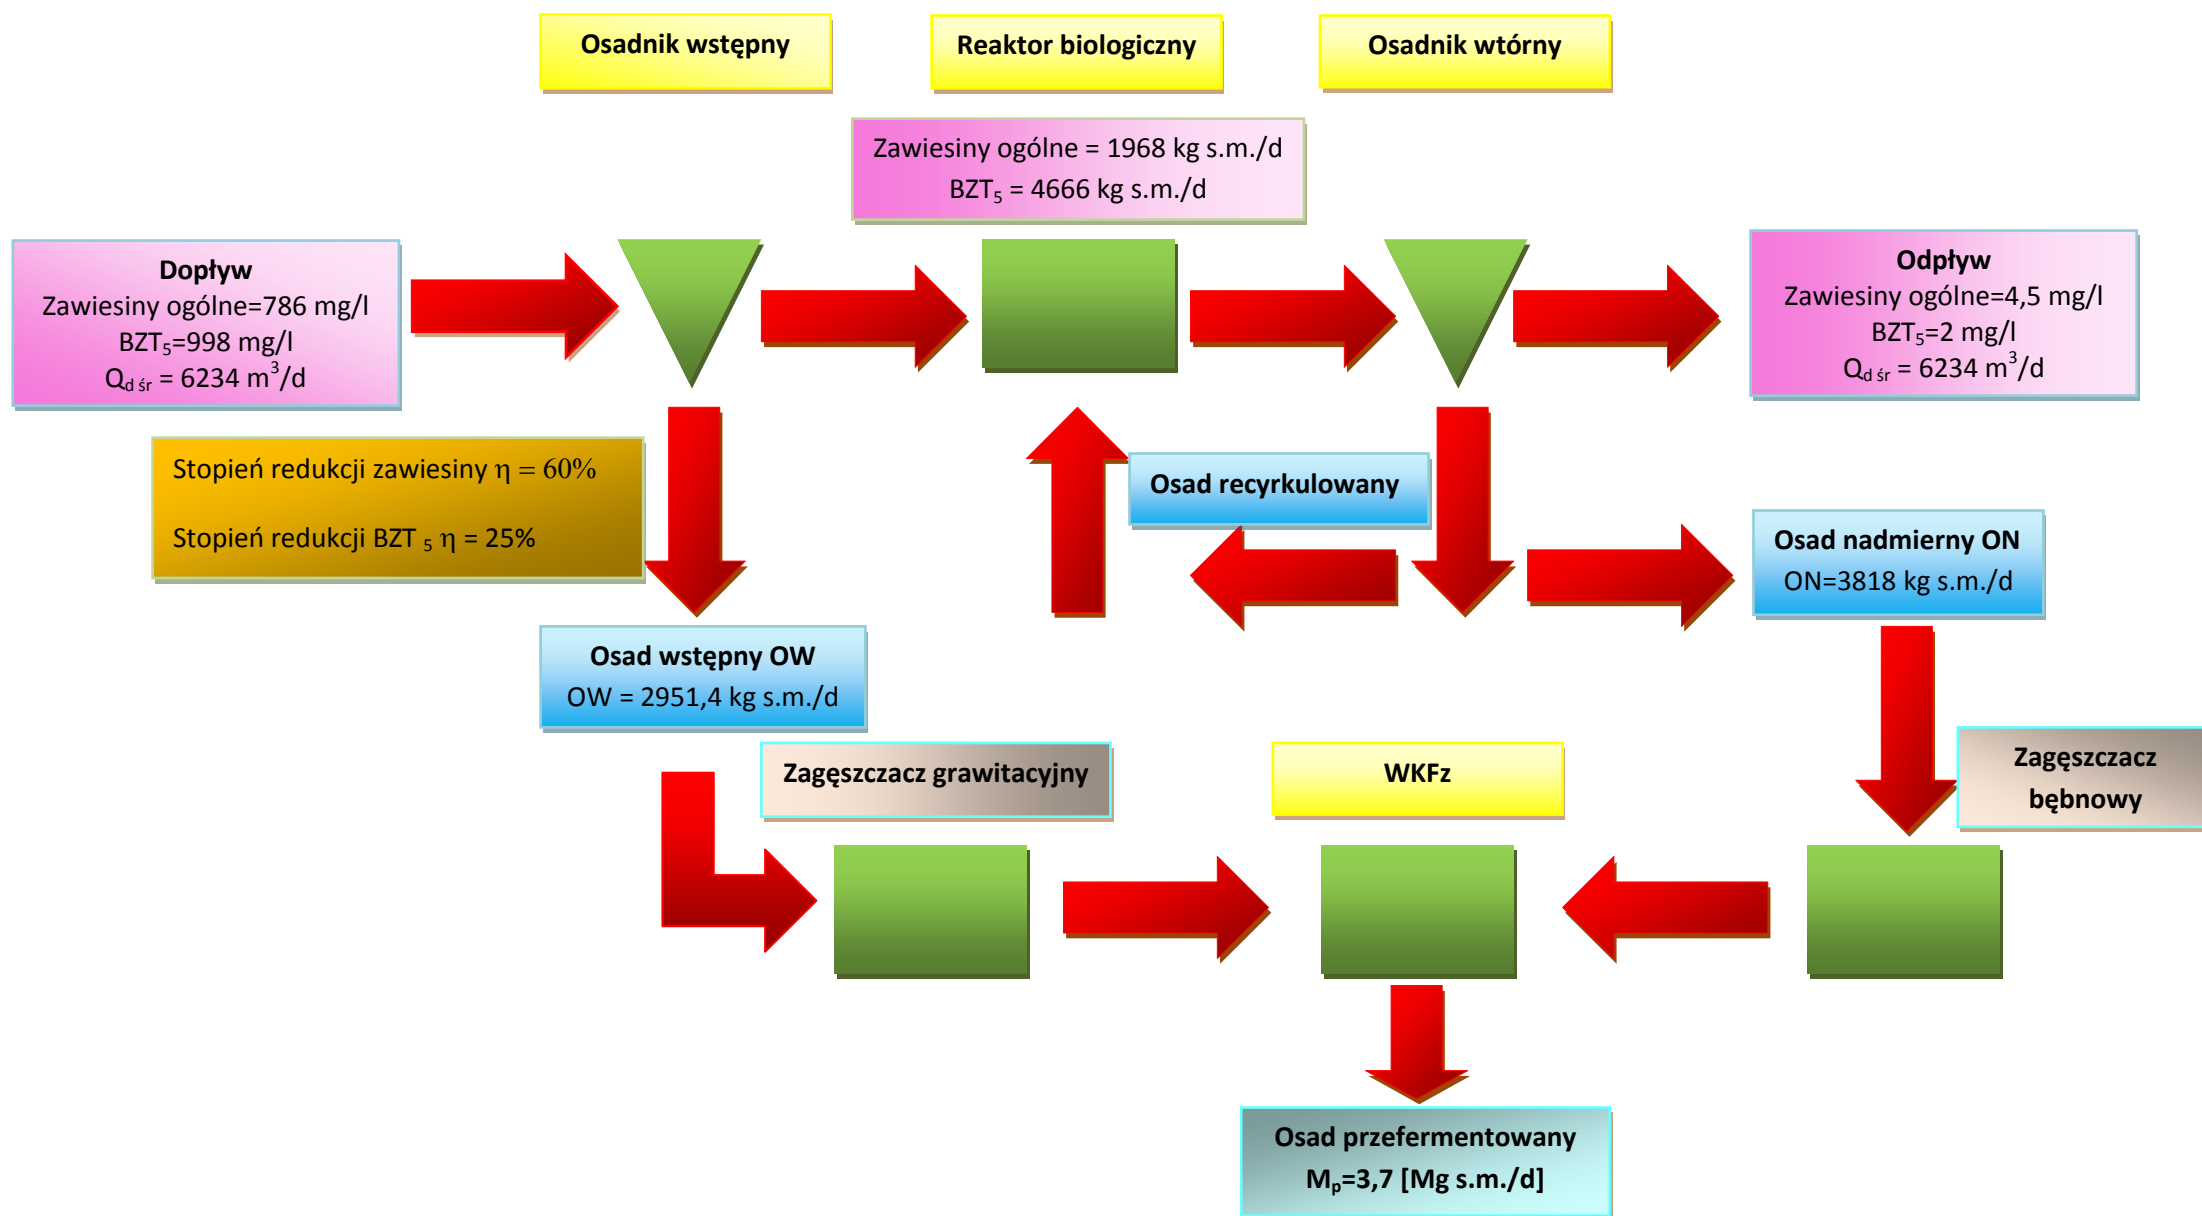 Osadnik wstępny
Reaktor biologiczny
Osadnik wtórny
Zawiesiny ogólne = 1968 kg s.m./d
BZT₅ = 4666 kg s.m./d
Dopływ
Zawiesiny ogólne=786 mg/l
BZT₅=998 mg/l
Q_d śr = 6234 m³/d
Odpływ
Zawiesiny ogólne=4,5 mg/l
BZT₅=2 mg/l
Q_d śr = 6234 m³/d
Stopień redukcji zawiesiny η = 60%
Stopień redukcji BZT ₅ η = 25%
Osad recyrkulowany
Osad nadmierny ON
ON=3818 kg s.m./d
Osad wstępny OW
OW = 2951,4 kg s.m./d
Zagęszczacz grawitacyjny
WKFz
Zagęszczacz
bębnowy
Osad przefermentowany
Mₚ=3,7 [Mg s.m./d]